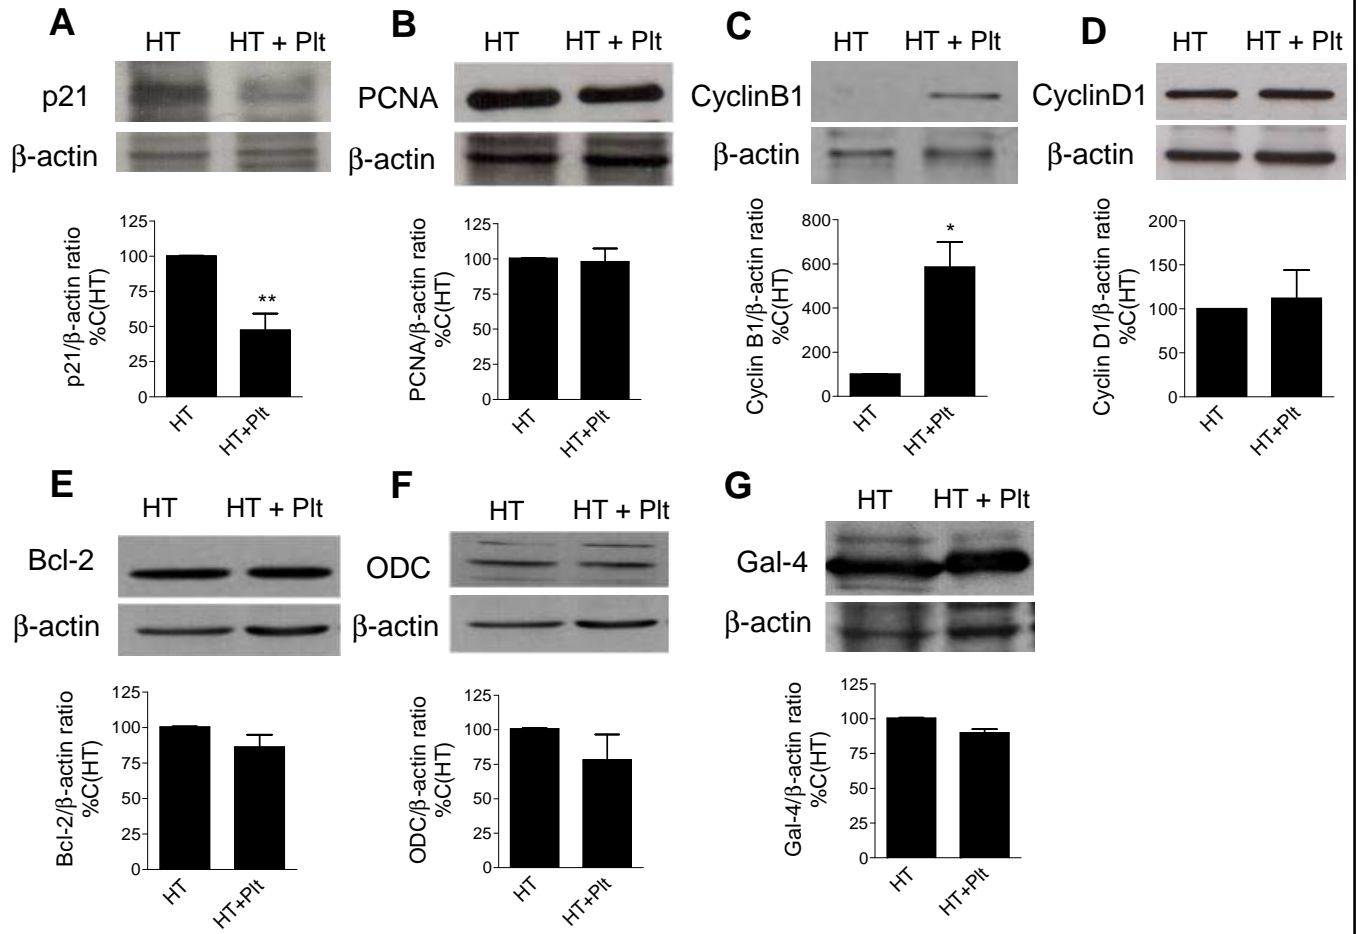 A
HT HT + Plt
p21
β-actin
p21/β-actin ratio
%C(HT)
125
100
75
50
25
0
**
HT
HT+Plt
B
HT HT + Plt
PCNA
β-actin
PCNA/β-actin ratio
%C(HT)
125
100
75
50
25
0
HT
HT+Plt
C
HT HT + Plt
CyclinB1
β-actin
Cyclin B1/β-actin ratio
%C(HT)
800
600
400
200
0
*
HT
HT+Plt
D
HT HT + Plt
CyclinD1
β-actin
Cyclin D1/β-actin ratio
%C(HT)
200
150
100
50
0
HT
HT+Plt
E
HT HT + Plt
Bcl-2
β-actin
Bcl-2/β-actin ratio
%C(HT)
125
100
75
50
25
0
HT
HT+Plt
F
HT HT + Plt
ODC
β-actin
ODC/β-actin ratio
%C(HT)
125
100
75
50
25
0
HT
HT+Plt
G
HT HT + Plt
Gal-4
β-actin
Gal-4/β-actin ratio
%C(HT)
125
100
75
50
25
0
HT
HT+Plt